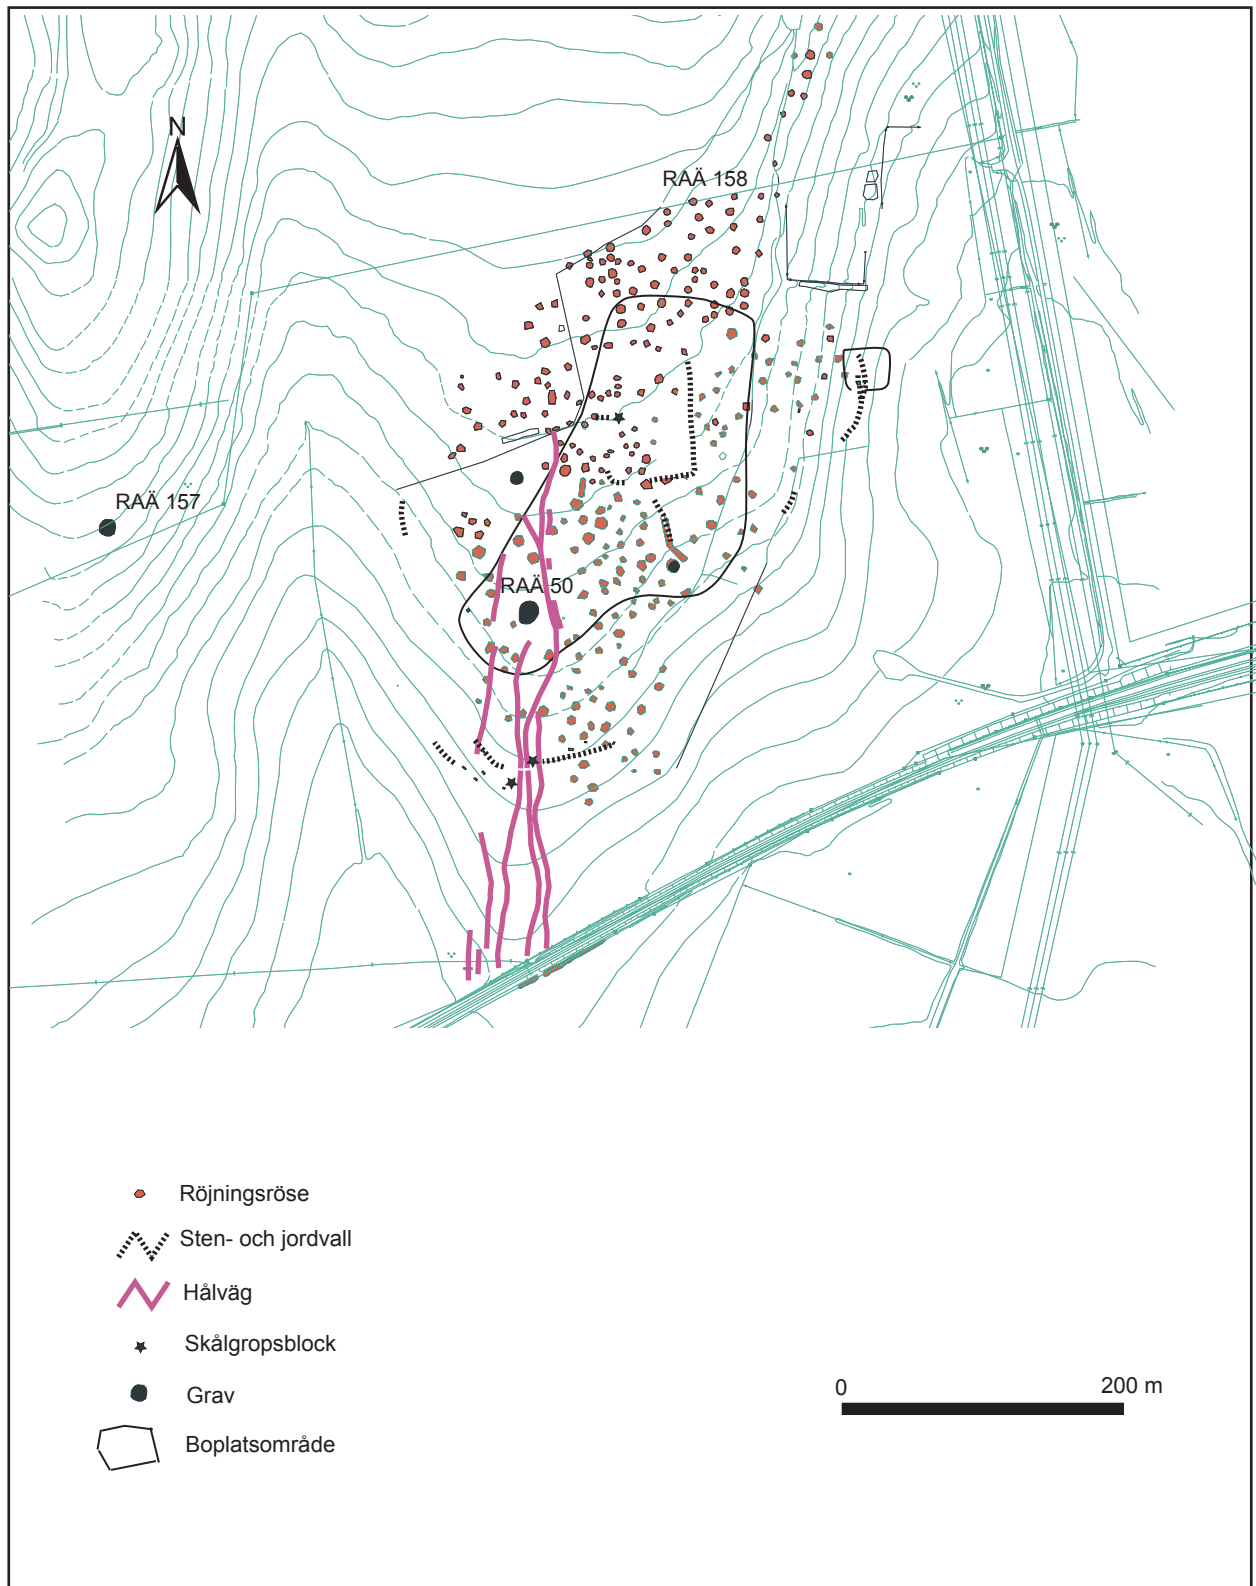 N
RAÄ 158
RAÄ 157
RAÄ 50
Röjningsröse
Sten- och jordvall
Hålväg
Skålgropsblock
Grav
Boplatsområde
0 200 m